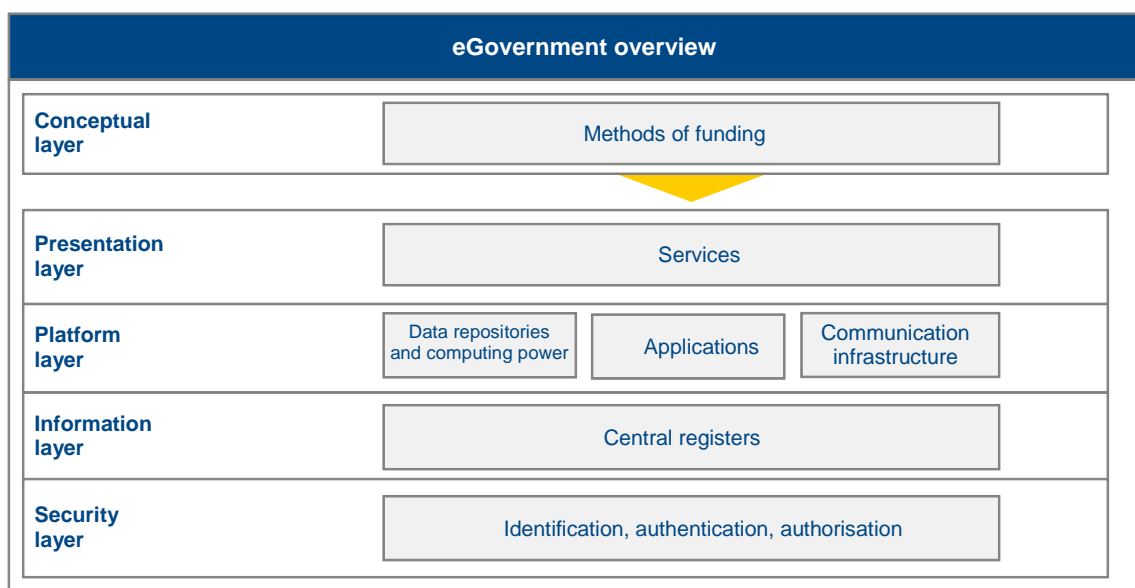 eGovernment overview
Conceptual
layer
Methods of funding
Presentation
layer
Services
Platform
layer
Data repositories
and computing power
Applications
Communication
infrastructure
Information
layer
Central registers
Security
layer
Identification, authentication, authorisation